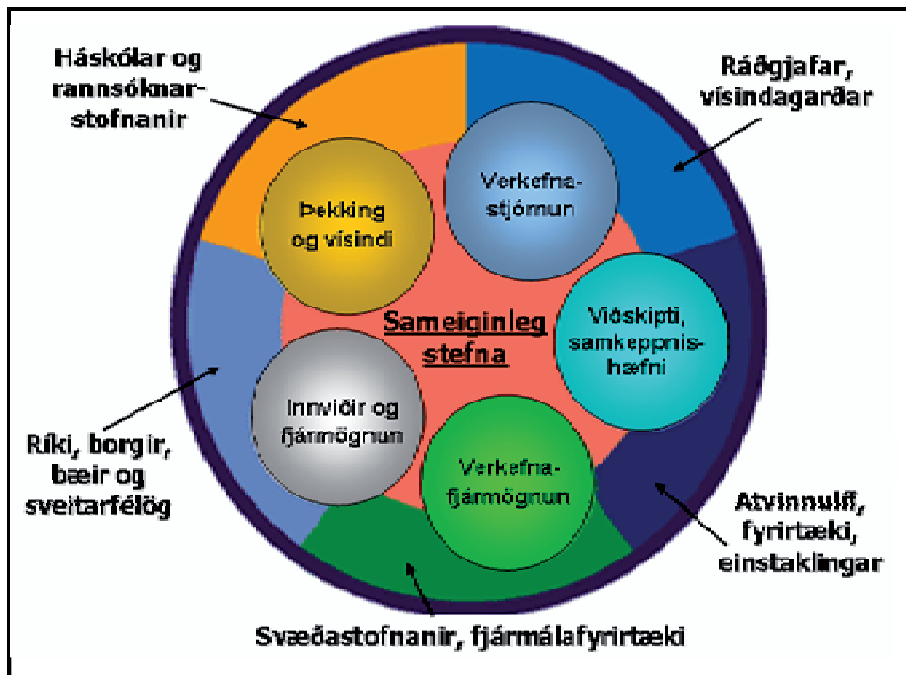 Háskólar og
rannsóknar-
stofnanir
Ráðgjafar,
vísindagarðar
Verkefna-
stjórnun
Þekking
og vísindi
Sameiginleg
stefna
Viðskipti,
samkeppnis-
hæfni
Innviðir og
fjármögnun
Verkefna-
fjármögnun
Ríki, borgir,
bæir og
sveitarfélög
Atvinnulíf,
fyrirtæki,
einstaklingar
Svæðastofnanir, fjármálafyrirtæki